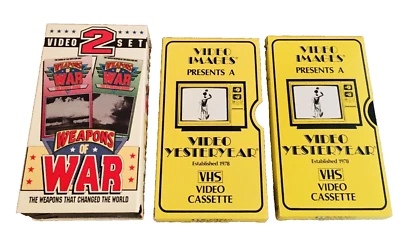 VIDEO 2 SET
WEAPONS
OF
WAR
WEAPONS
OF
WAR
WEAPONS
OF
WAR
THE WEAPONS THAT CHANGED THE WORLD
VIDEO
IMAGES
PRESENTS A
VIDEO
YESTERYEAR
Established 1978
VHS
VIDEO
CASSETTE
VIDEO
IMAGES
PRESENTS A
VIDEO
YESTERYEAR
Established 1978
VHS
VIDEO
CASSETTE